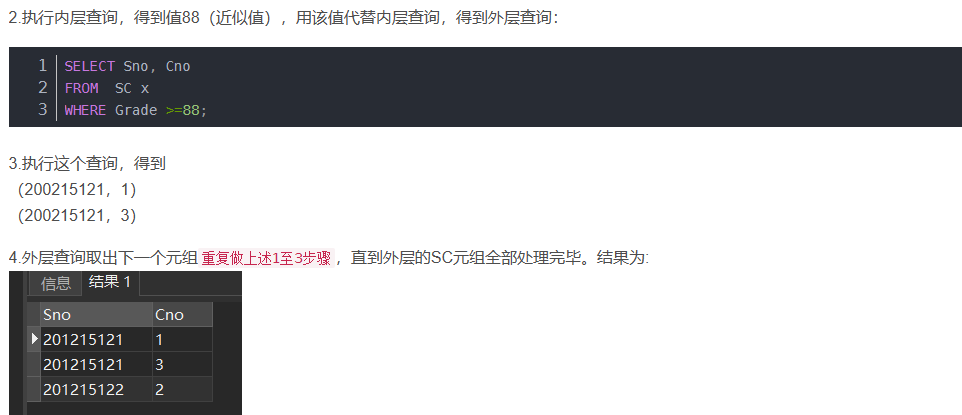 2.执行内层查询，得到值88（近似值），用该值代替内层查询，得到外层查询：
1 SELECT Sno, Cno
2 FROM  SC x
3 WHERE Grade >=88;
3.执行这个查询，得到
（200215121，1）
（200215121，3）
4.外层查询取出下一个元组重复做上述1至3步骤，直到外层的SC元组全部处理完毕。结果为:
信息 结果 1
Sno Cno
201215121 1
201215121 3
201215122 2